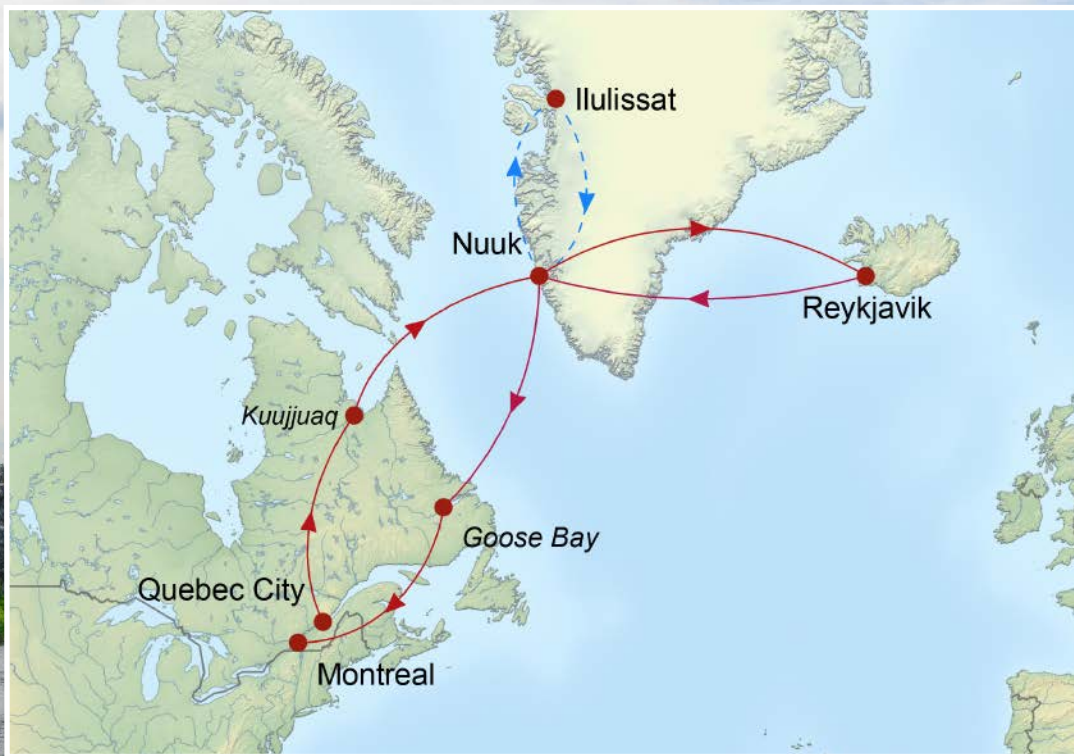 Ilulissat
Nuuk
Reykjavik
Kuujjuaq
Goose Bay
Quebec City
Montreal